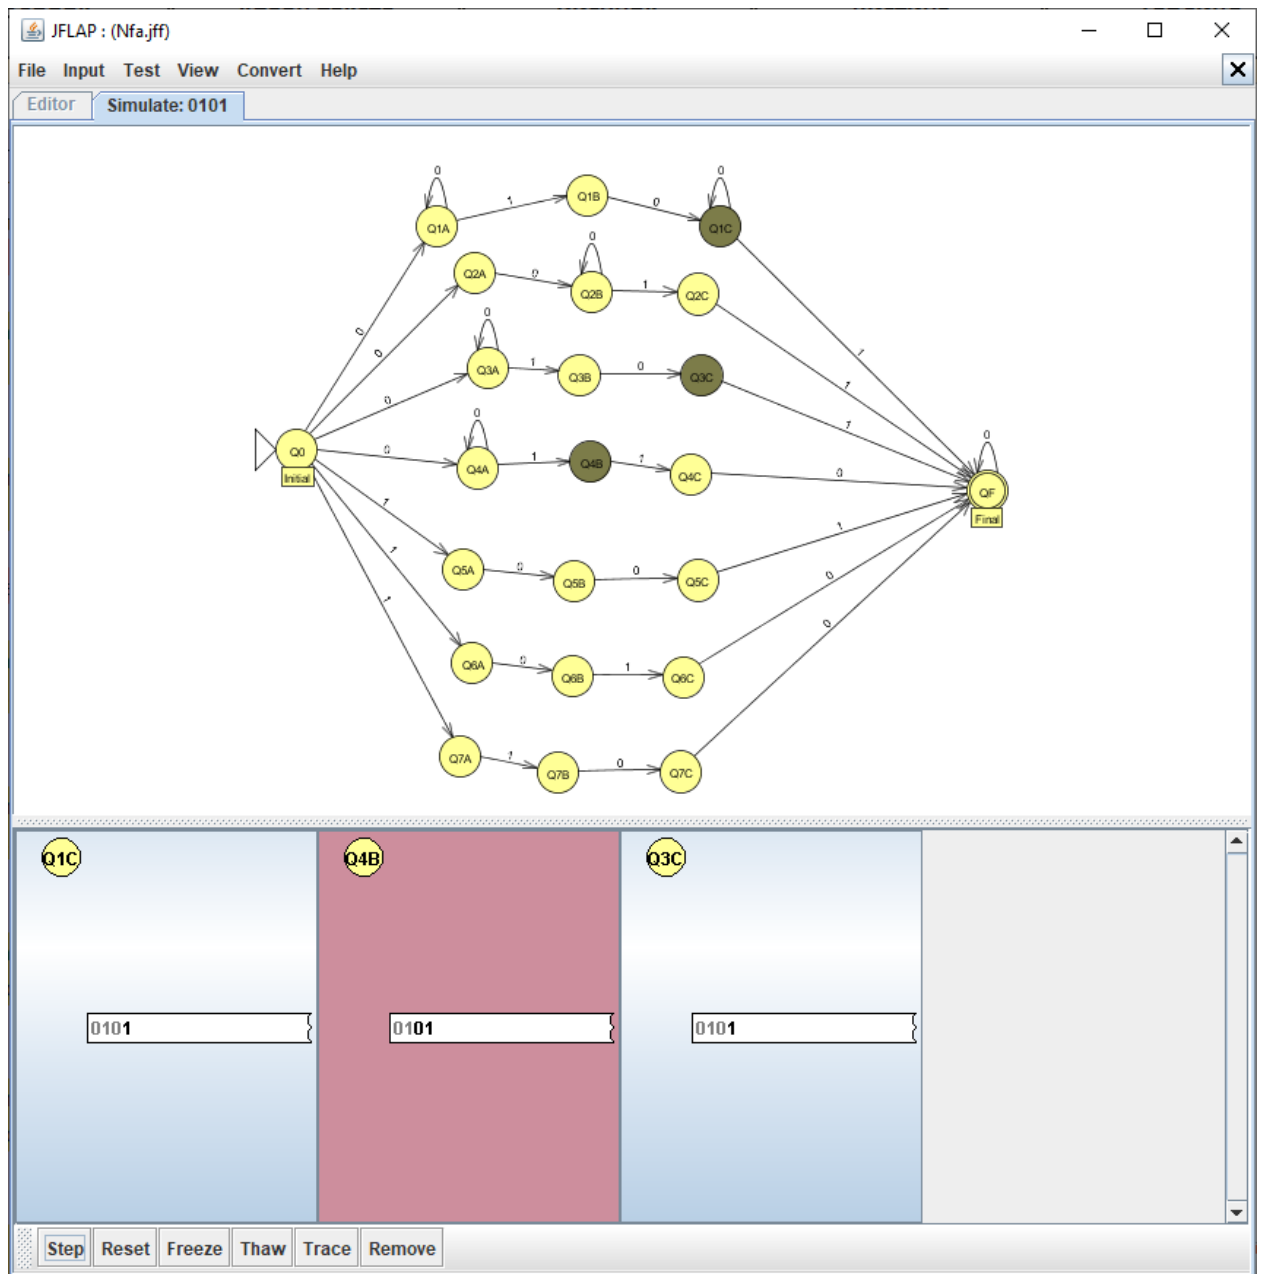 JFLAP : (Nfa.jff)
File Input Test View Convert Help
Editor Simulate: 0101
0 0
Q1A 1 Q1B 0 Q1C
0
Q2A 0 Q2B 1 Q2C
0
0
0
Q3A 1 Q3B 0 Q3C
1
1
1
0
0
Q0 0 Q4A 1 Q4B 1 Q4C 0
Initial
0
QF
Final
1
Q5A 0 Q5B 0 Q5C 1
1
Q6A 0 Q6B 1 Q6C 0
1
Q7A 1 Q7B 0 Q7C 0
Q1C Q4B Q3C
0101 0101 0101
Step Reset Freeze Thaw Trace Remove